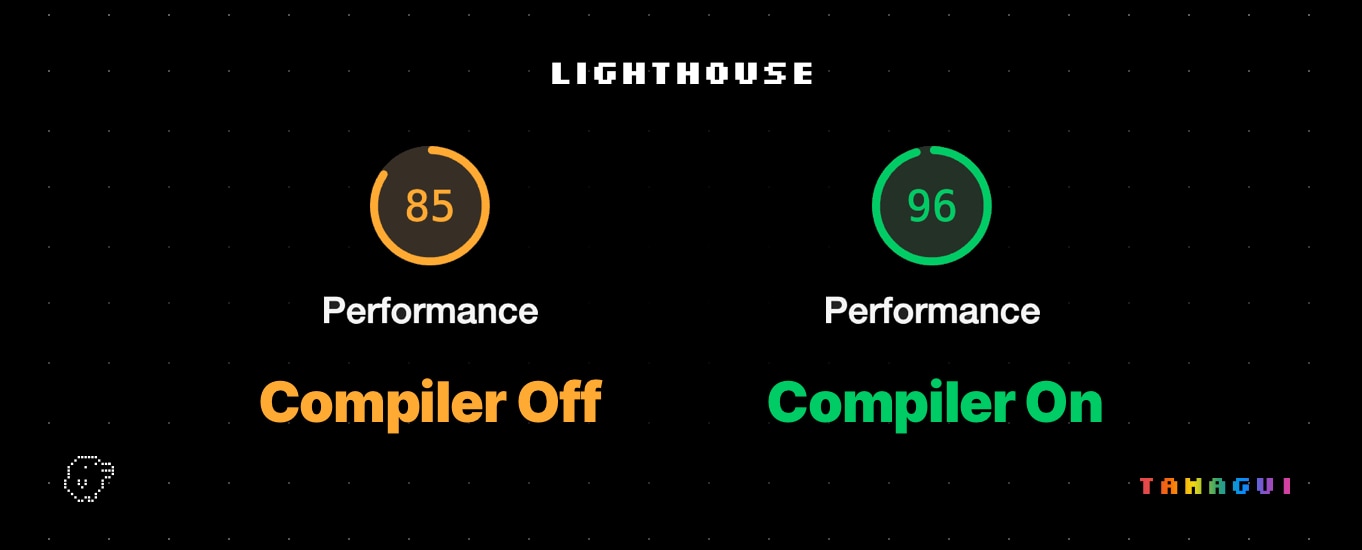 LIGHTHOUSE
85
96
Performance
Performance
Compiler Off
Compiler On
TAMAGUI